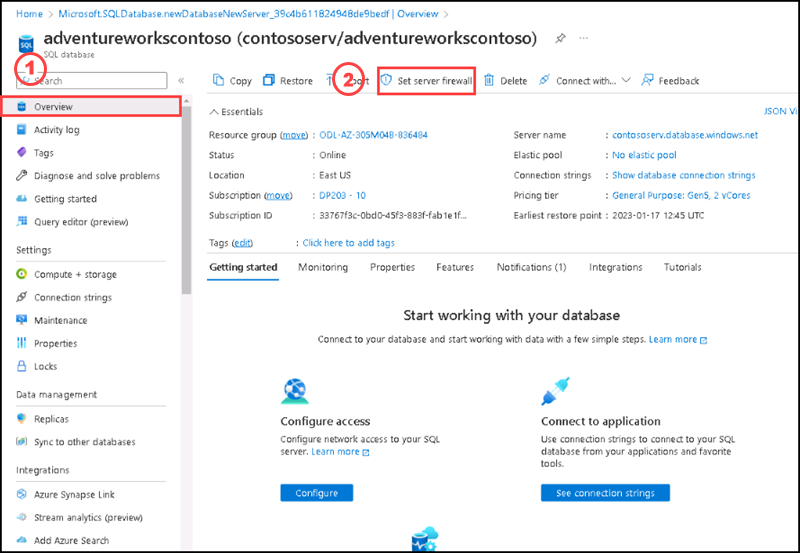 Home > Microsoft.SQLDatabase.newDatabaseNewServer_39c4b611824948de9bedf | Overview >
adventureworkscontoso (contososerv/adventureworkscontoso)
SQL database
1
Search
«
Copy
Restore
2
port
Set server firewall
Delete
Connect with...
Feedback
Overview
Activity log
Tags
Diagnose and solve problems
Getting started
Query editor (preview)
Settings
Compute + storage
Connection strings
Maintenance
Properties
Locks
Data management
Replicas
Sync to other databases
Integrations
Azure Synapse Link
Stream analytics (preview)
Add Azure Search
Essentials
JSON Vi
Resource group (move) : ODL-AZ-305M04B-836484
Status : Online
Location : East US
Subscription (move) : DP203 - 10
Subscription ID : 33767f3c-0bd0-45f3-883f-fab1e1f...
Server name : contososerv.database.windows.net
Elastic pool : No elastic pool
Connection strings : Show database connection strings
Pricing tier : General Purpose: Gen5, 2 vCores
Earliest restore point : 2023-01-17 12:45 UTC
Tags (edit) : Click here to add tags
Getting started
Monitoring
Properties
Features
Notifications (1)
Integrations
Tutorials
Start working with your database
Connect to your database and start working with data with a few simple steps. Learn more
Configure access
Configure network access to your SQL
server. Learn more
Configure
Connect to application
Use connection strings to connect to your SQL
database from your applications and favorite
tools.
See connection strings